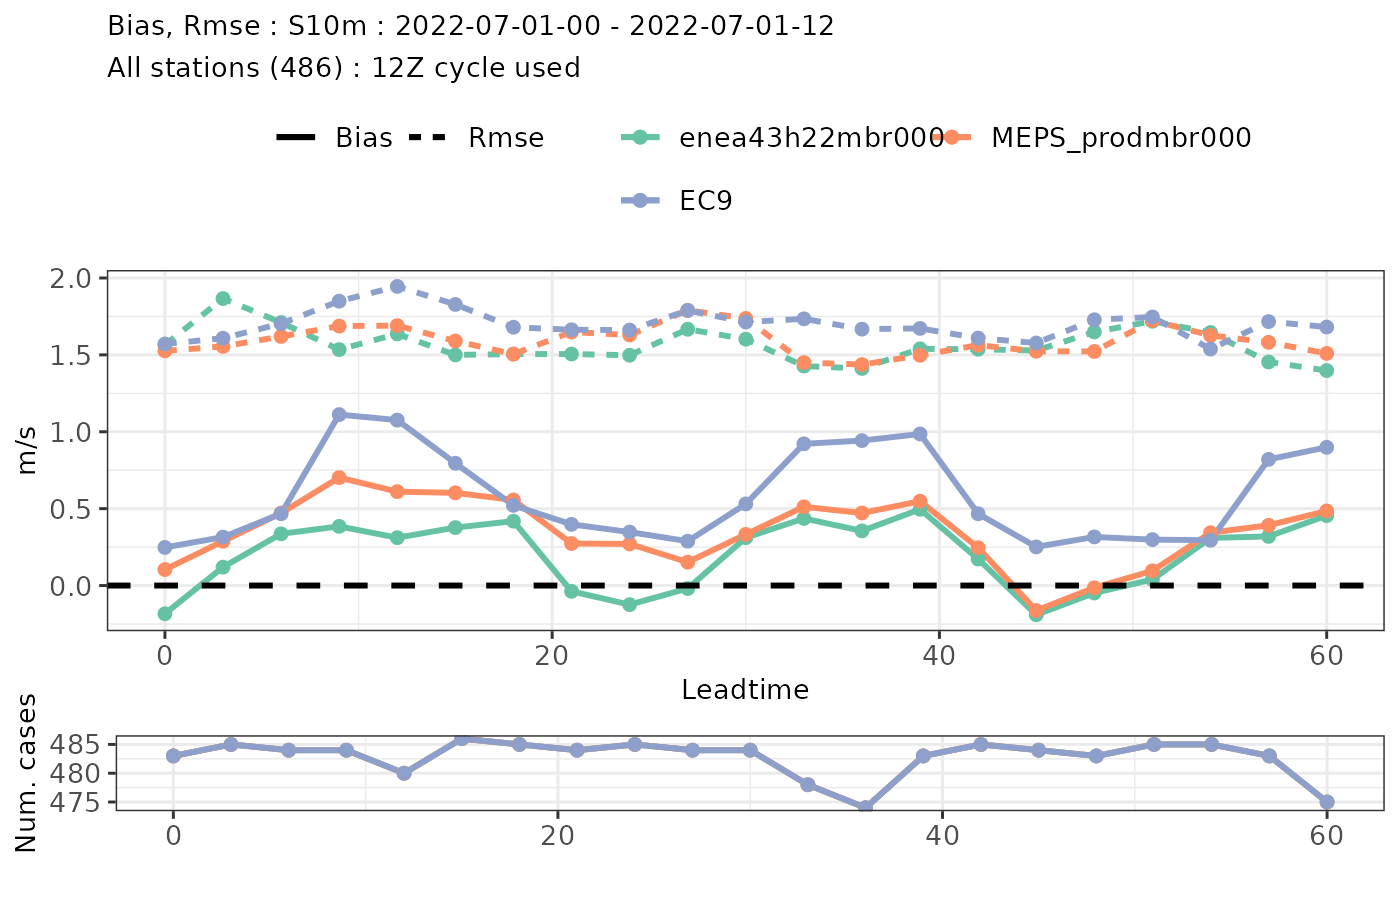 Bias, Rmse : S10m : 2022-07-01-00 - 2022-07-01-12
All stations (486) : 12Z cycle used
Bias Rmse enea43h22mbr000 MEPS_prodmbr000
EC9
2.0
1.5
1.0
0.5
0.0
m/s
0 20 40 60
Leadtime
485
480
475
Num. cases
0 20 40 60